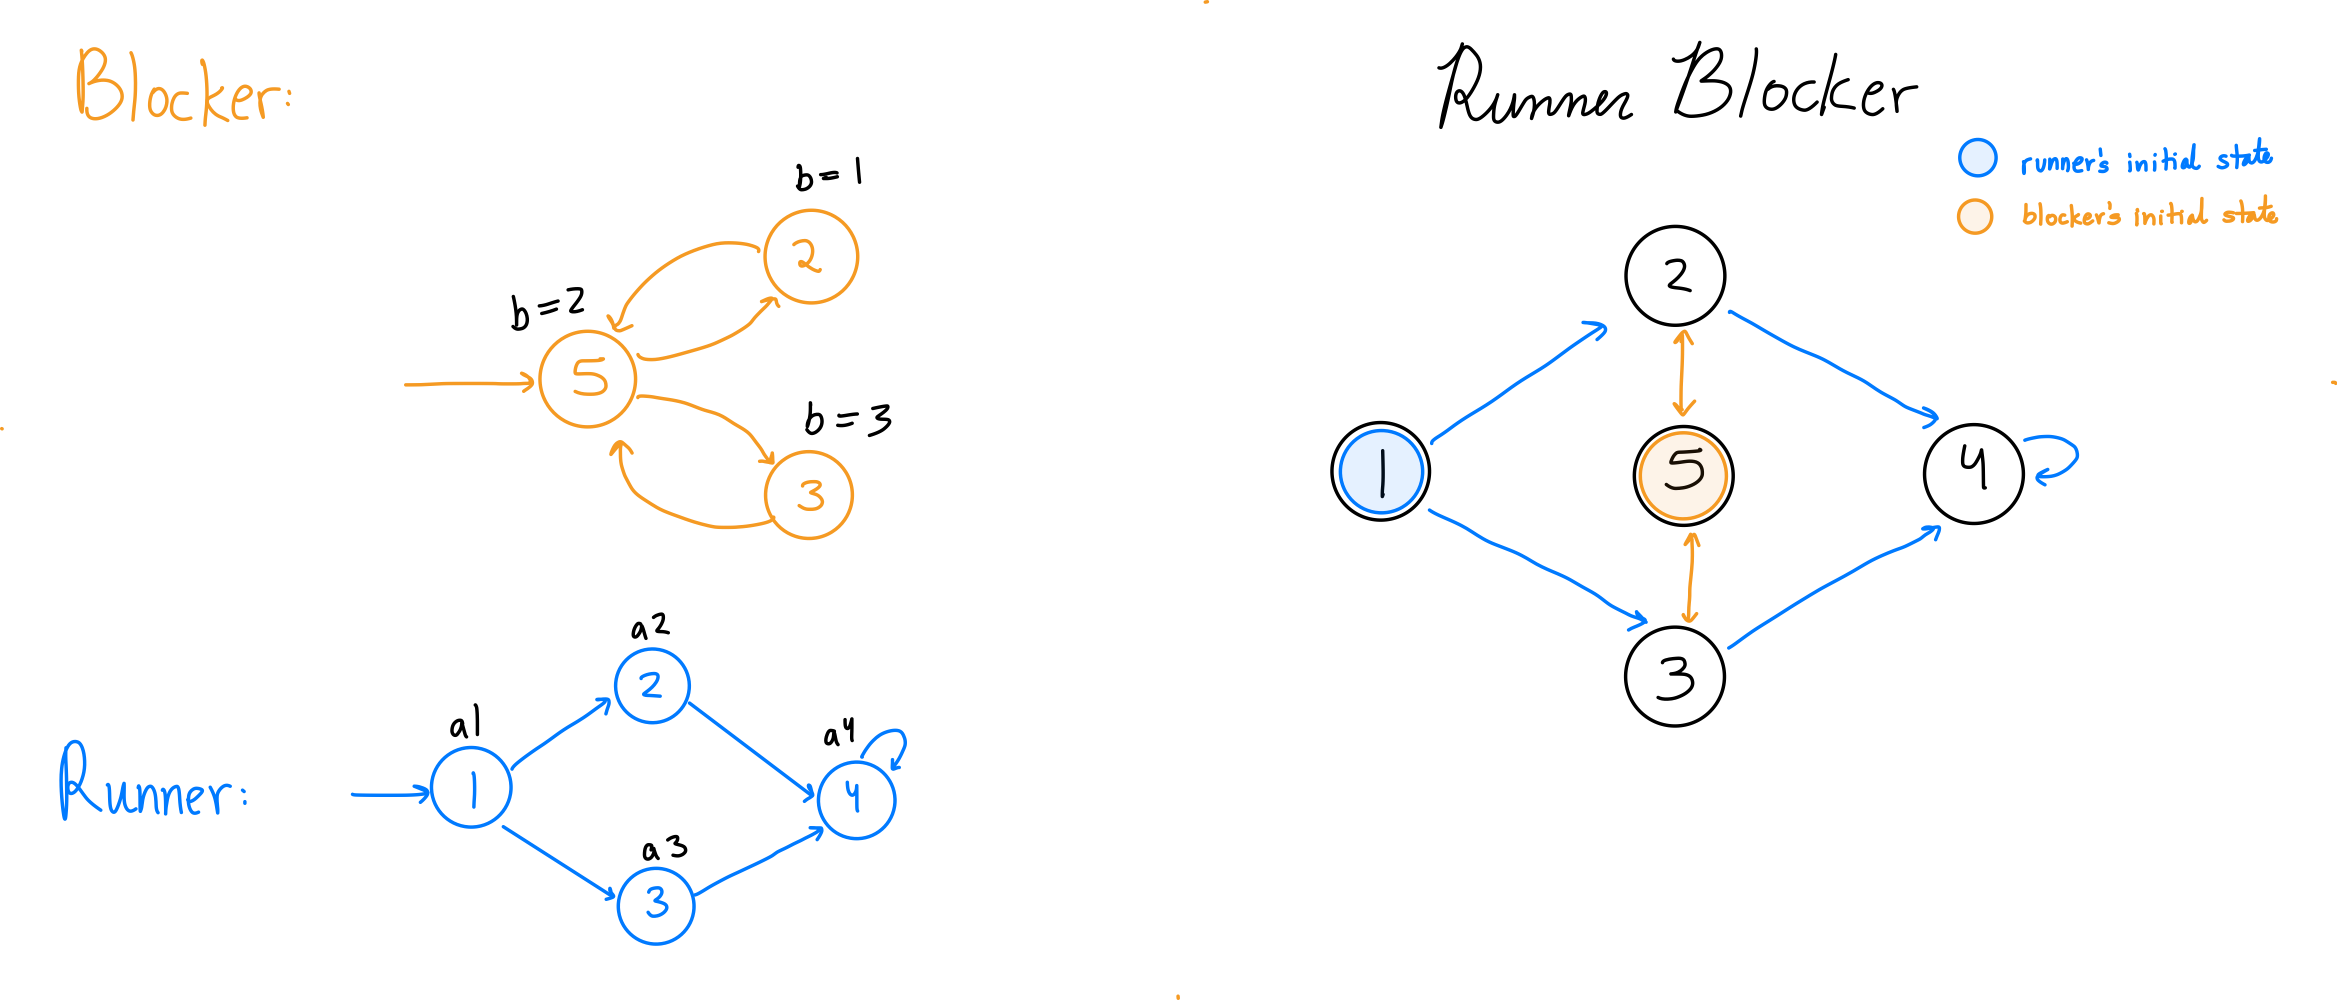 Blocker:
b=1
2
b=2
5
b=3
3
Runner:
a1
1
a2
2
a3
3
a4
4
Runner Blocker
runner's initial state
blocker's initial state
2
1
5
4
3